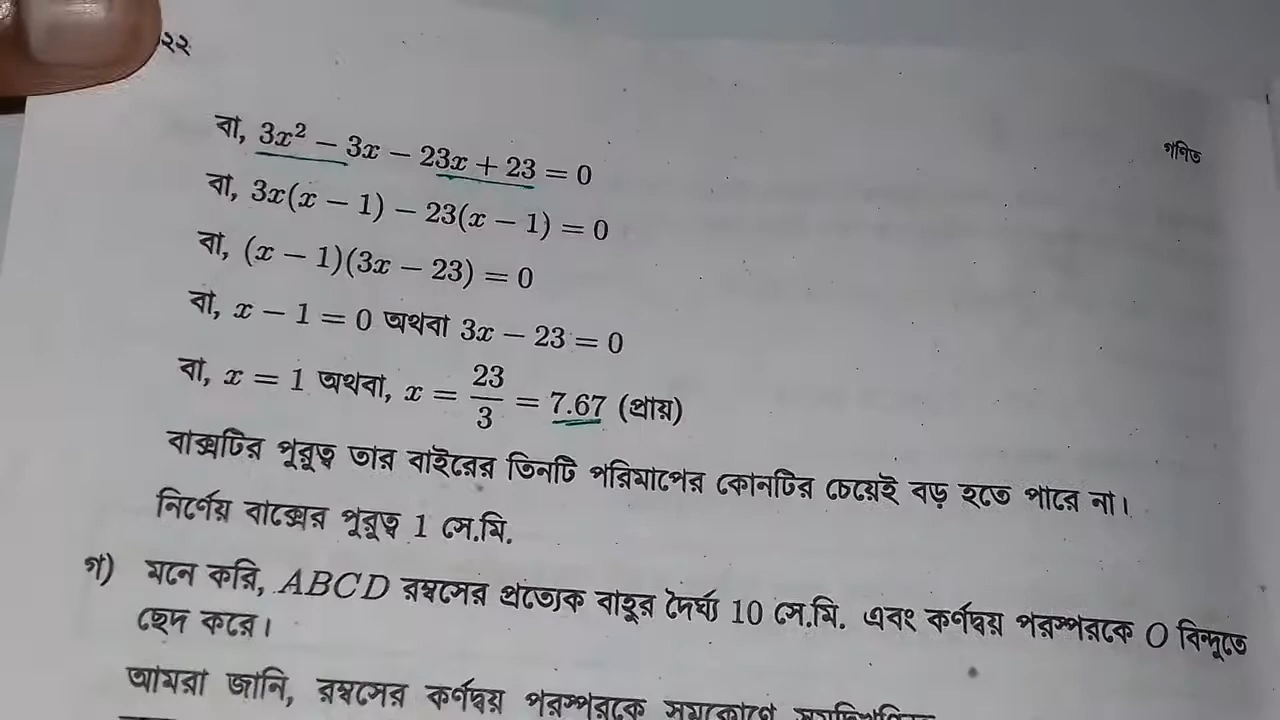 ২২
গণিত
বা, 3x² − 3x − 23x + 23 = 0
বা, 3x(x − 1) − 23(x − 1) = 0
বা, (x − 1)(3x − 23) = 0
বা, x − 1 = 0 অথবা 3x − 23 = 0
বা, x = 1 অথবা, x = 23/3 = 7.67 (প্রায়)
বাক্সটির পুরুত্ব তার বাইরের তিনটি পরিমাপের কোনটির চেয়েই বড় হতে পারে না।
নির্ণেয় বাক্সের পুরুত্ব 1 সে.মি.
গ) মনে করি, ABCD রম্বসের প্রত্যেক বাহুর দৈর্ঘ্য 10 সে.মি. এবং কর্ণদ্বয় পরস্পরকে O বিন্দুতে
ছেদ করে।
আমরা জানি, রম্বসের কর্ণদ্বয় পরস্পরকে সমকোণে